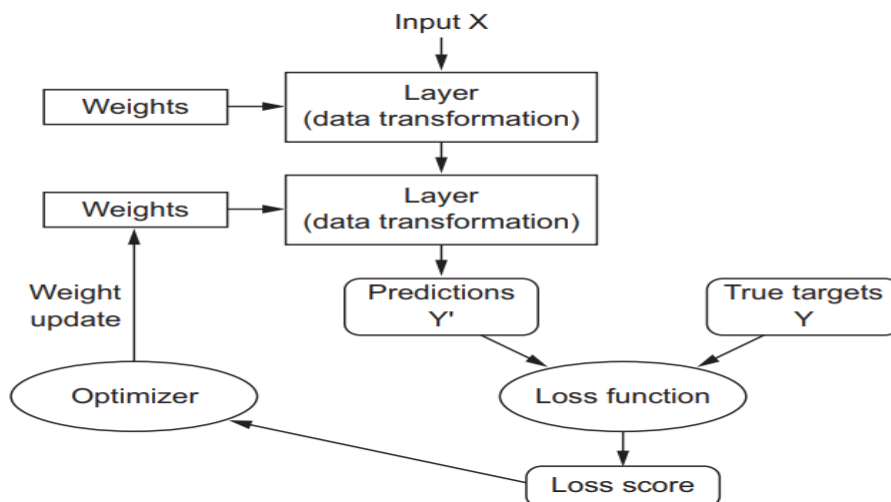 Input X
Weights
Layer
(data transformation)
Weights
Layer
(data transformation)
Weight
update
Predictions
Y'
True targets
Y
Optimizer
Loss function
Loss score